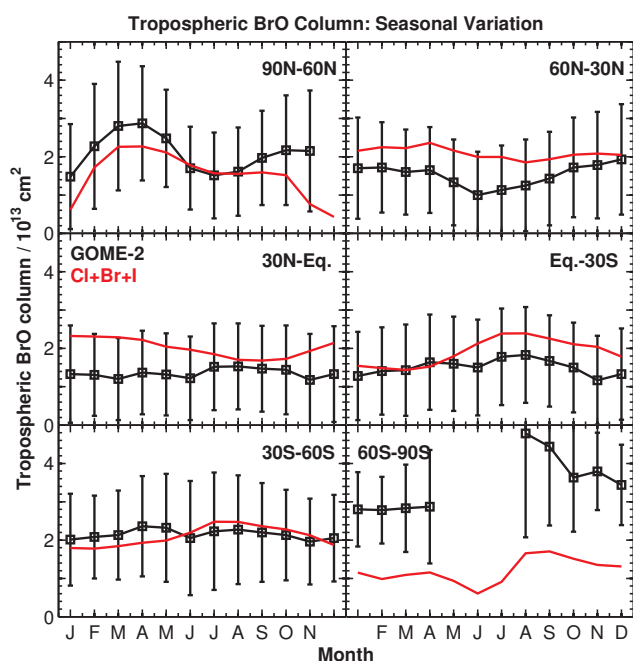 Tropospheric BrO Column: Seasonal Variation
Tropospheric BrO column / 10^13 cm^2
90N-60N
60N-30N
4
2
0
GOME-2
Cl+Br+I
30N-Eq.
Eq.-30S
4
2
0
30S-60S
60S-90S
4
2
0
J F M A M J J A S O N
J F M A M J J A S O N D
Month